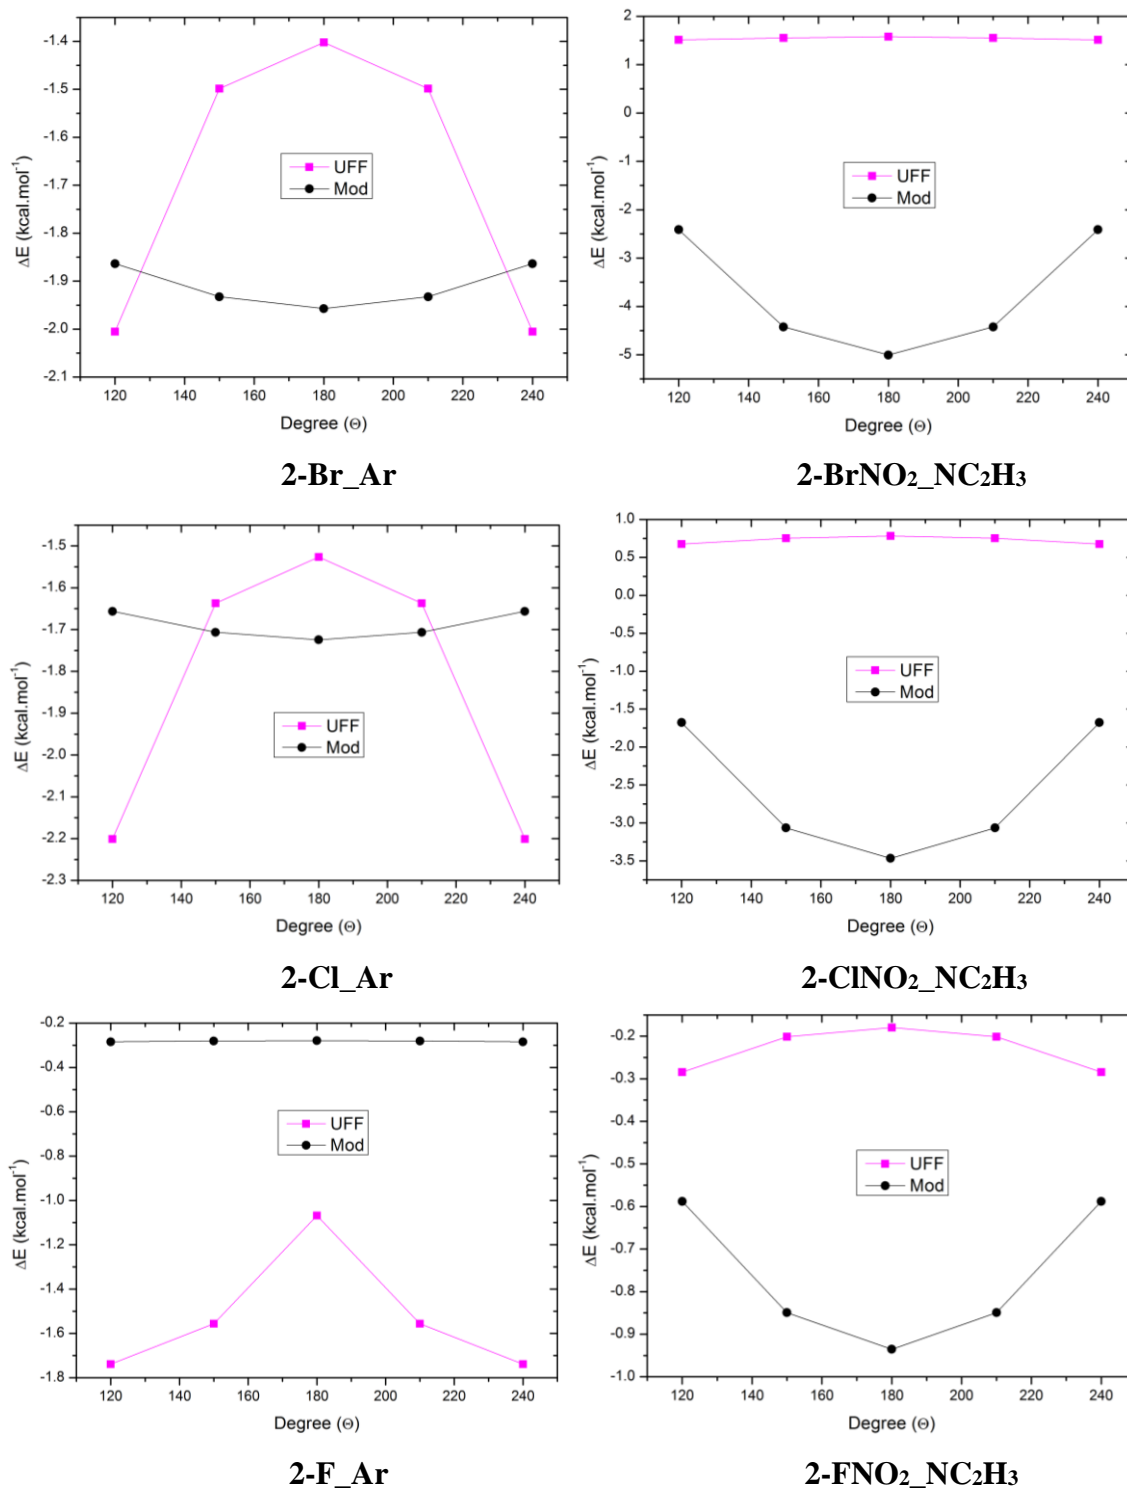 -1.4
-1.5
-1.6
-1.7
-1.8
-1.9
-2.0
-2.1
ΔE (kcal.mol⁻¹)
UFF
Mod
120 140 160 180 200 220 240
Degree (Θ)
2-Br_Ar
2
1
0
-1
-2
-3
-4
-5
ΔE (kcal.mol⁻¹)
UFF
Mod
120 140 160 180 200 220 240
Degree (Θ)
2-BrNO₂_NC₂H₃
-1.5
-1.6
-1.7
-1.8
-1.9
-2.0
-2.1
-2.2
-2.3
ΔE (kcal.mol⁻¹)
UFF
Mod
120 140 160 180 200 220 240
Degree (Θ)
2-Cl_Ar
1.0
0.5
0.0
-0.5
-1.0
-1.5
-2.0
-2.5
-3.0
-3.5
ΔE (kcal.mol⁻¹)
UFF
Mod
120 140 160 180 200 220 240
Degree (Θ)
2-ClNO₂_NC₂H₃
-0.2
-0.4
-0.6
-0.8
-1.0
-1.2
-1.4
-1.6
-1.8
ΔE (kcal.mol⁻¹)
UFF
Mod
120 140 160 180 200 220 240
Degree (Θ)
2-F_Ar
-0.2
-0.3
-0.4
-0.5
-0.6
-0.7
-0.8
-0.9
-1.0
ΔE (kcal.mol⁻¹)
UFF
Mod
120 140 160 180 200 220 240
Degree (Θ)
2-FNO₂_NC₂H₃